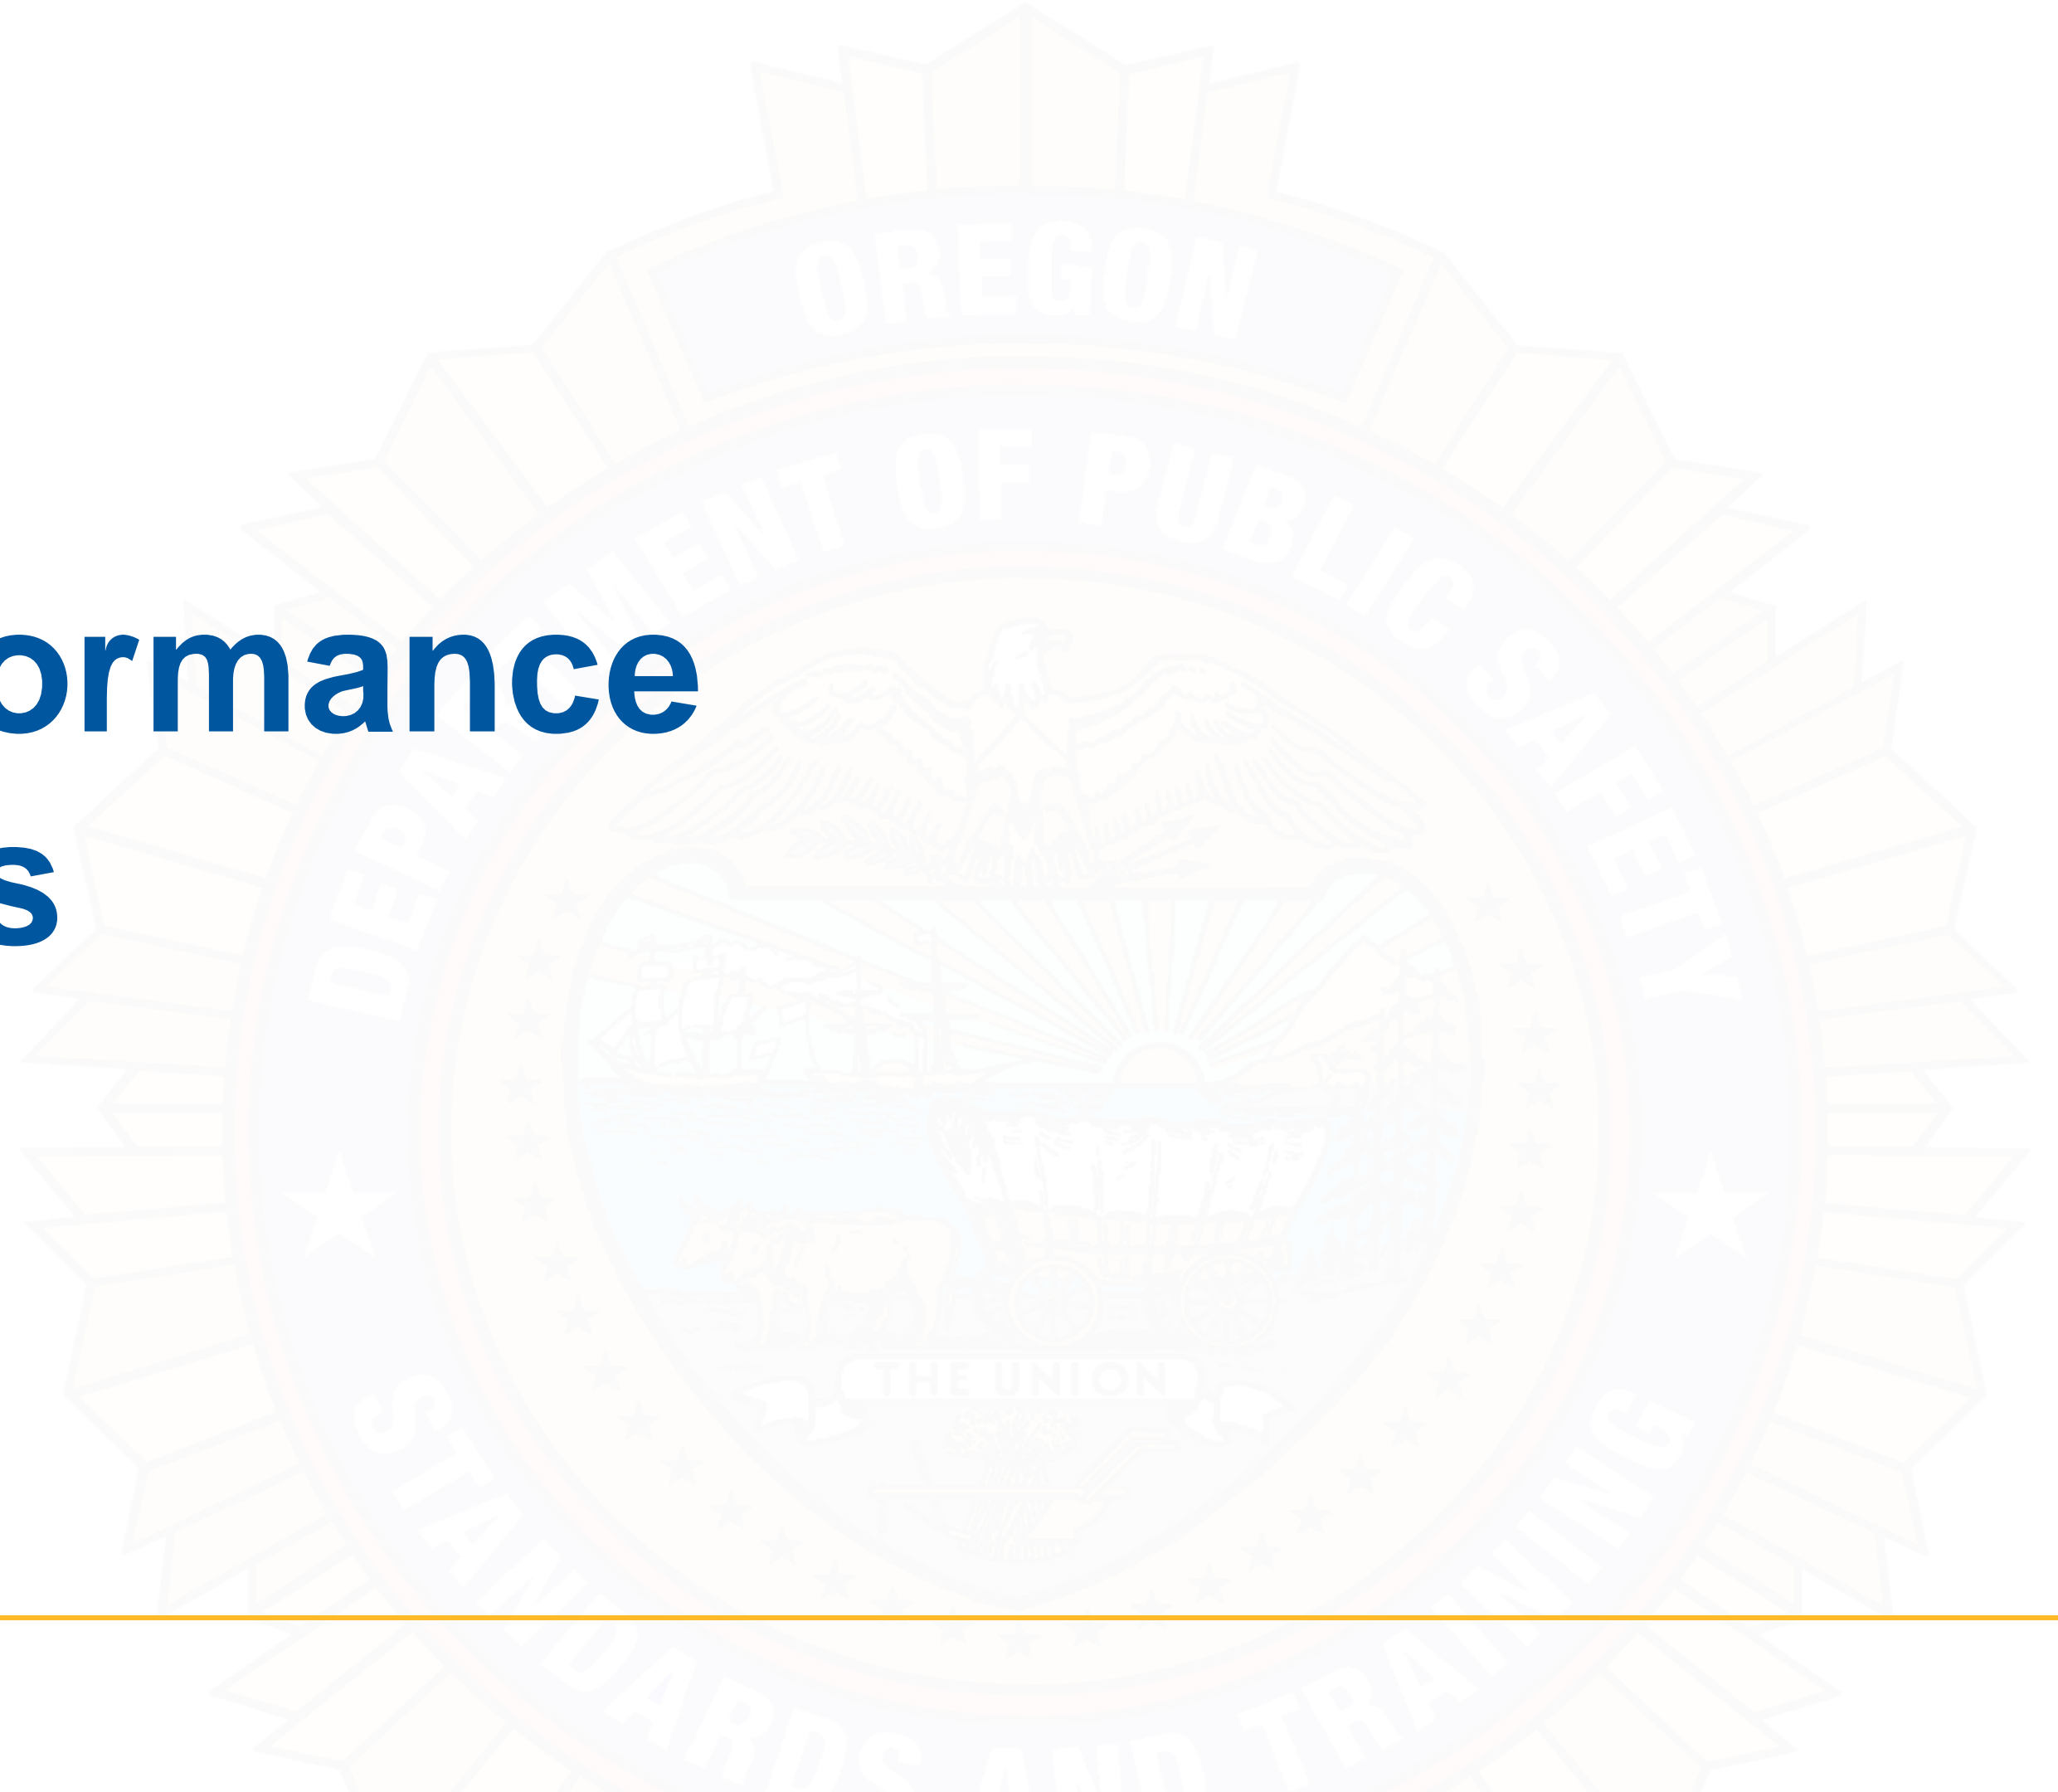 OREGON
DEPARTMENT OF PUBLIC SAFETY
ormance
s
THE UNION
STANDARDS AND TRAINING